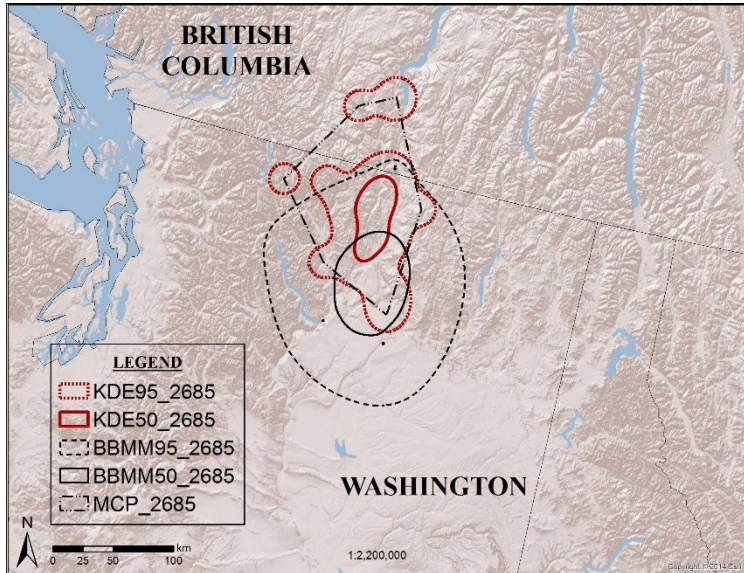 BRITISH
COLUMBIA
LEGEND
KDE95_2685
KDE50_2685
BBMM95_2685
BBMM50_2685
MCP_2685
WASHINGTON
N
km
0 50 100
1:2,200,000
Copyright: © 2014 Esri